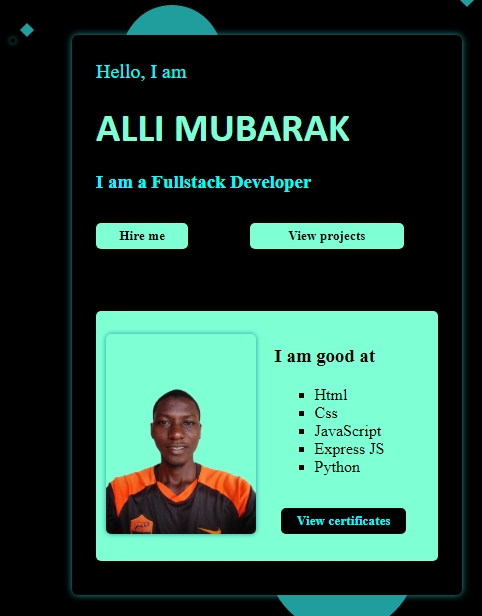 Hello, I am
ALLI MUBARAK
I am a Fullstack Developer
Hire me
View projects
I am good at
Html
Css
JavaScript
Express JS
Python
View certificates